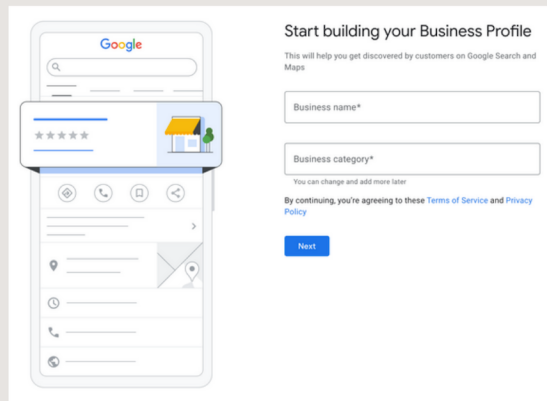 Google
Start building your Business Profile
This will help you get discovered by customers on Google Search and
Maps
Business name*
Business category*
You can change and add more later
By continuing, you're agreeing to these Terms of Service and Privacy
Policy
Next